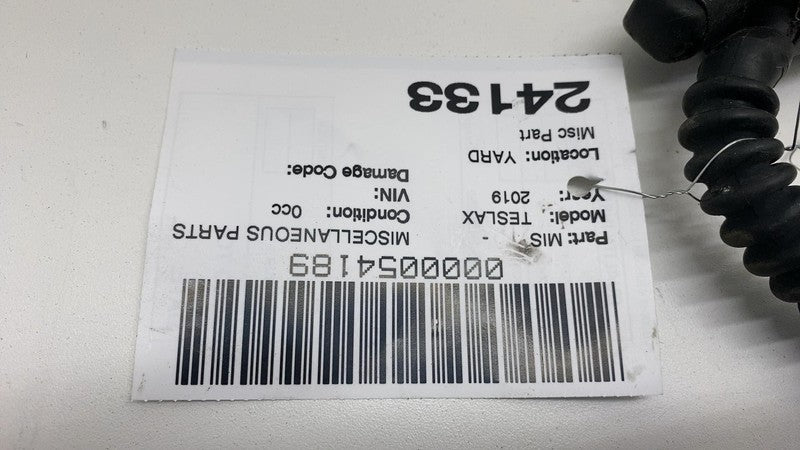 0000054189
Part: MIS - MISCELLANEOUS PARTS
Model: TESLAX Condition: 0cc
Year: 2019 VIN:
Damage Code:
Location: YARD
Misc Part
24133